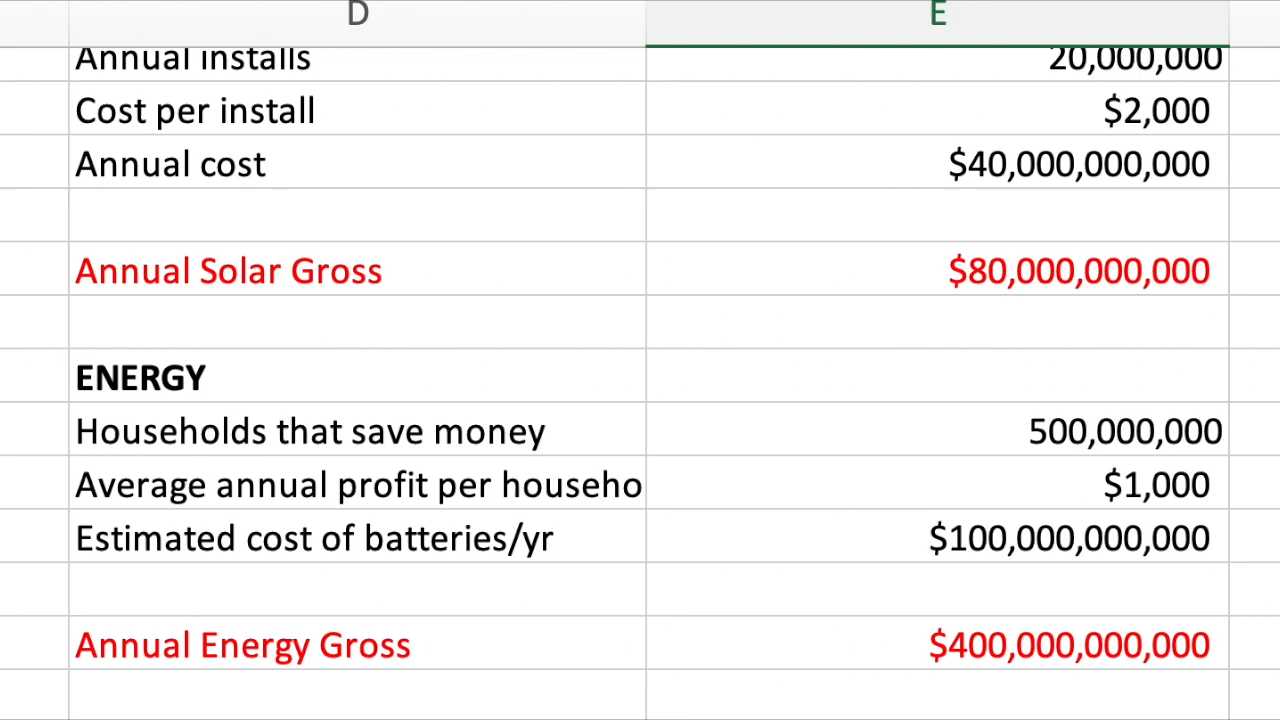 D E
Annual installs 20,000,000
Cost per install $2,000
Annual cost $40,000,000,000
Annual Solar Gross $80,000,000,000
ENERGY
Households that save money 500,000,000
Average annual profit per househo $1,000
Estimated cost of batteries/yr $100,000,000,000
Annual Energy Gross $400,000,000,000